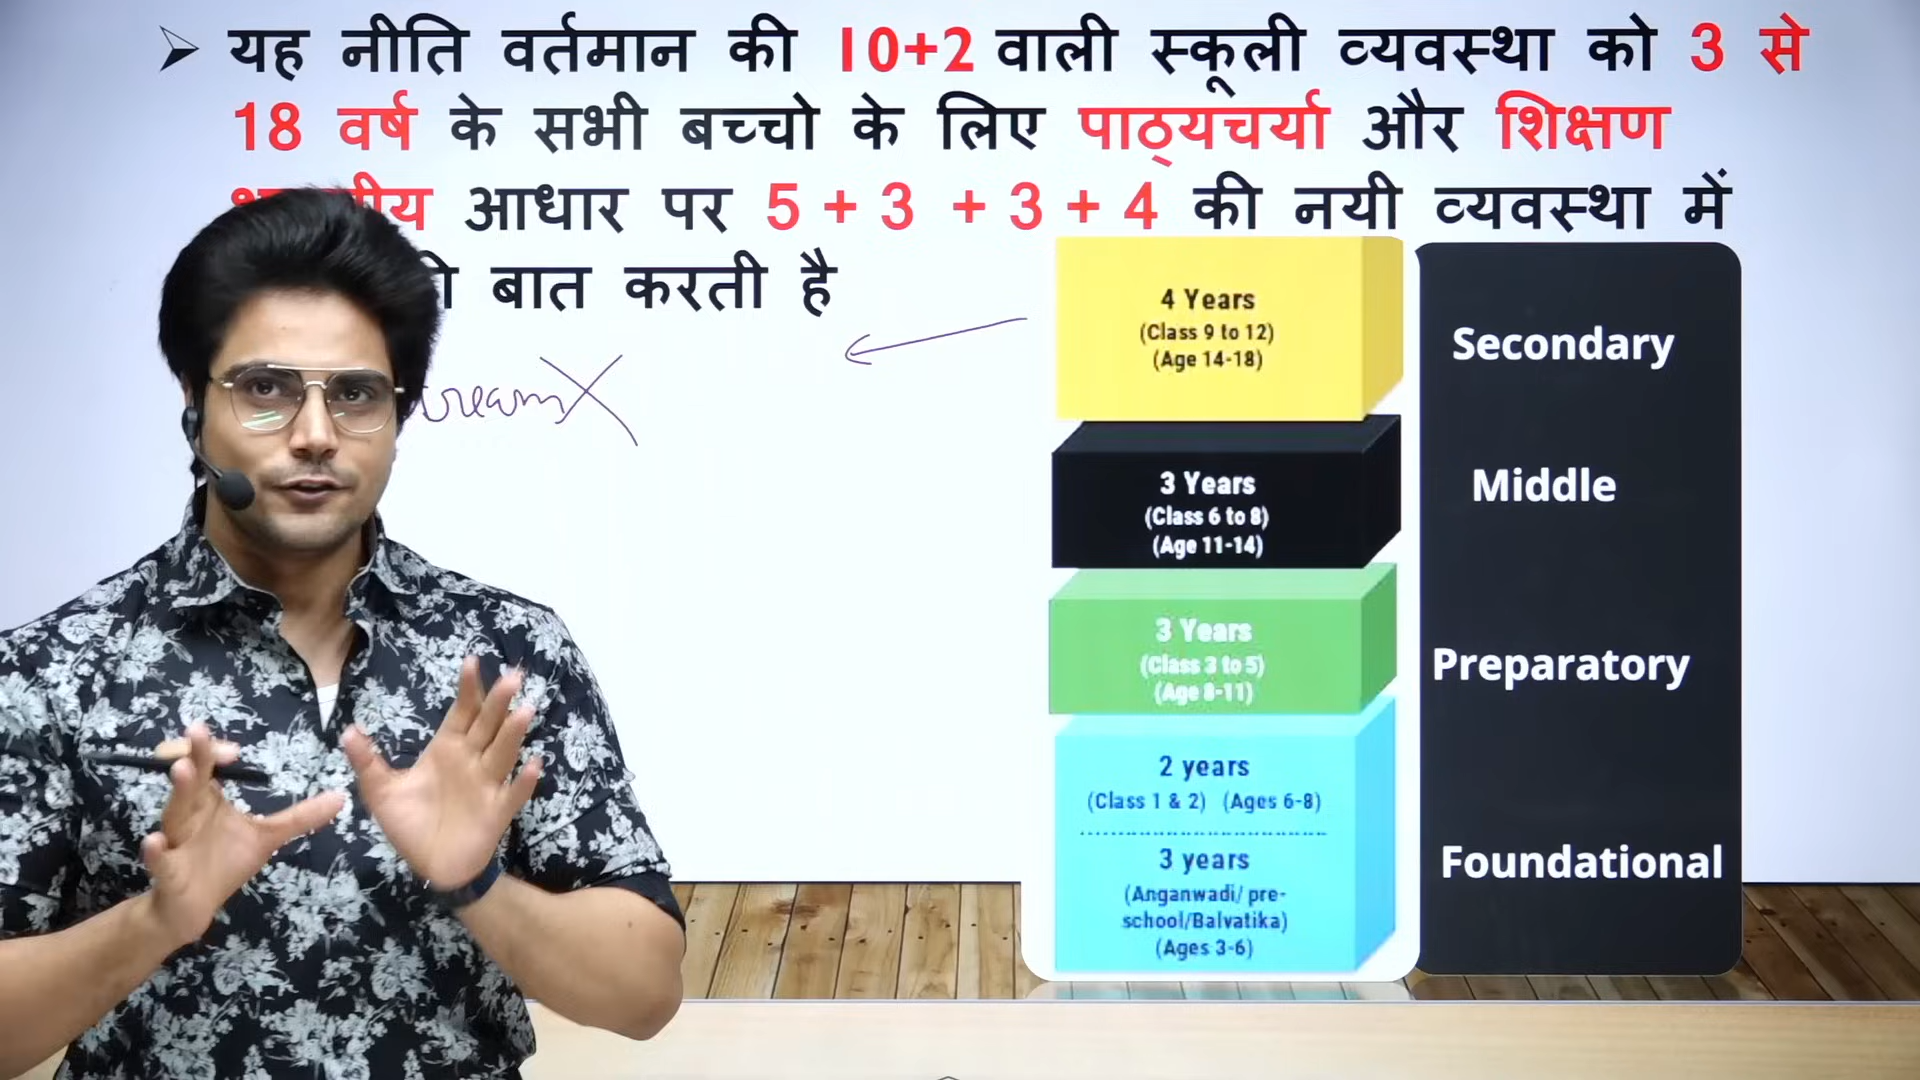 ➢ यह नीति वर्तमान की 10+2 वाली स्कूली व्यवस्था को 3 से
18 वर्ष के सभी बच्चो के लिए पाठ्यचर्या और शिक्षण
आधार पर 5 + 3 + 3 + 4 की नयी व्यवस्था में
बात करती है
4 Years
(Class 9 to 12)
(Age 14-18)
Secondary
3 Years
(Class 6 to 8)
(Age 11-14)
Middle
3 Years
(Class 3 to 5)
(Age 8-11)
Preparatory
2 years
(Class 1 & 2) (Ages 6-8)
3 years
(Anganwadi/ pre-
school/Balvatika)
(Ages 3-6)
Foundational